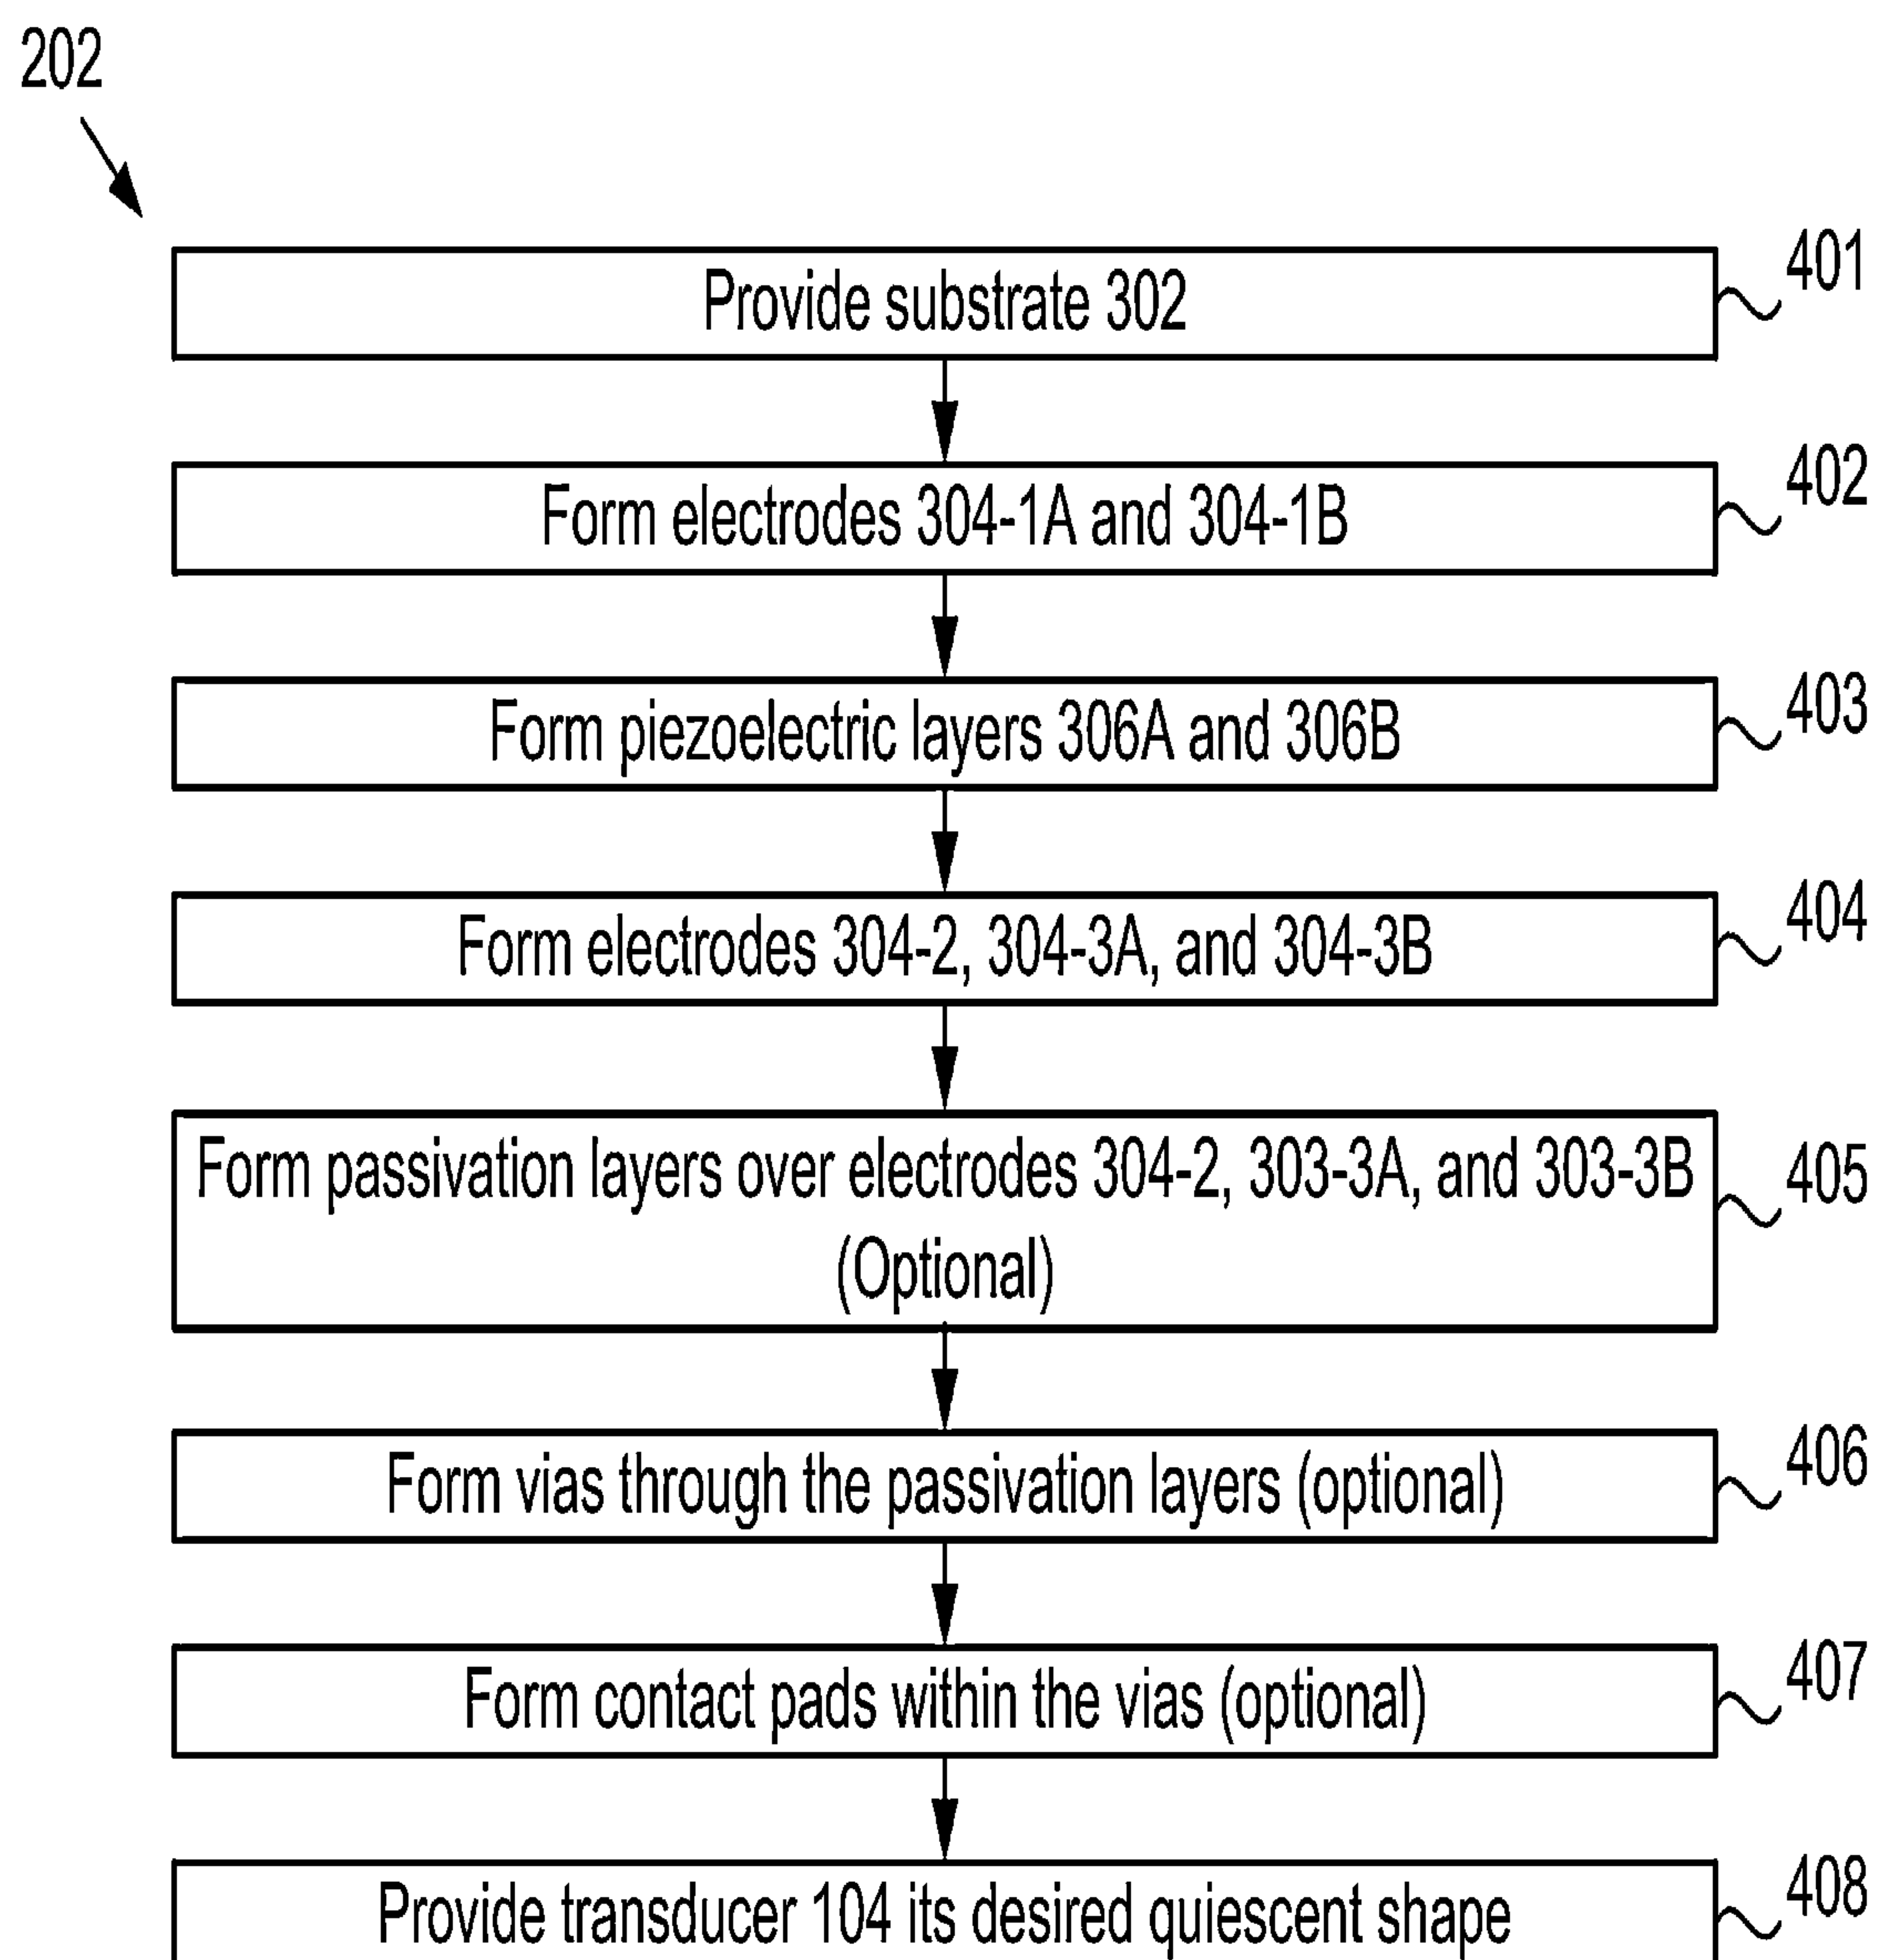 202
Provide substrate 302
401
Form electrodes 304-1A and 304-1B
402
Form piezoelectric layers 306A and 306B
403
Form electrodes 304-2, 304-3A, and 304-3B
404
Form passivation layers over electrodes 304-2, 303-3A, and 303-3B
(Optional)
405
Form vias through the passivation layers (optional)
406
Form contact pads within the vias (optional)
407
Provide transducer 104 its desired quiescent shape
408